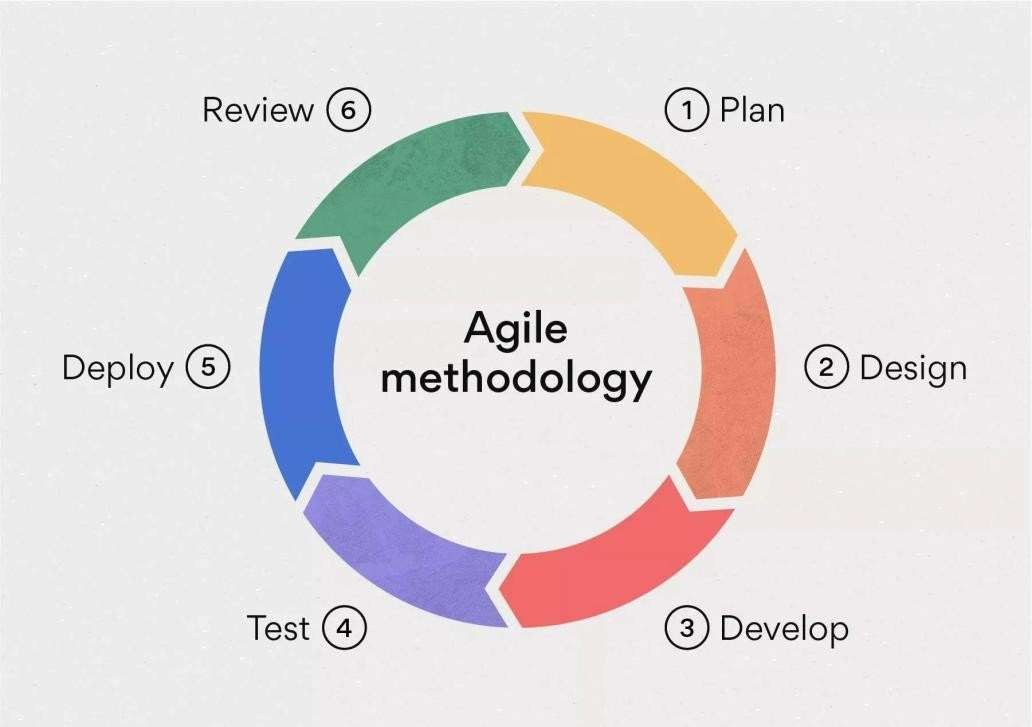 Agile
methodology
1 Plan
2 Design
3 Develop
Test 4
Deploy 5
Review 6